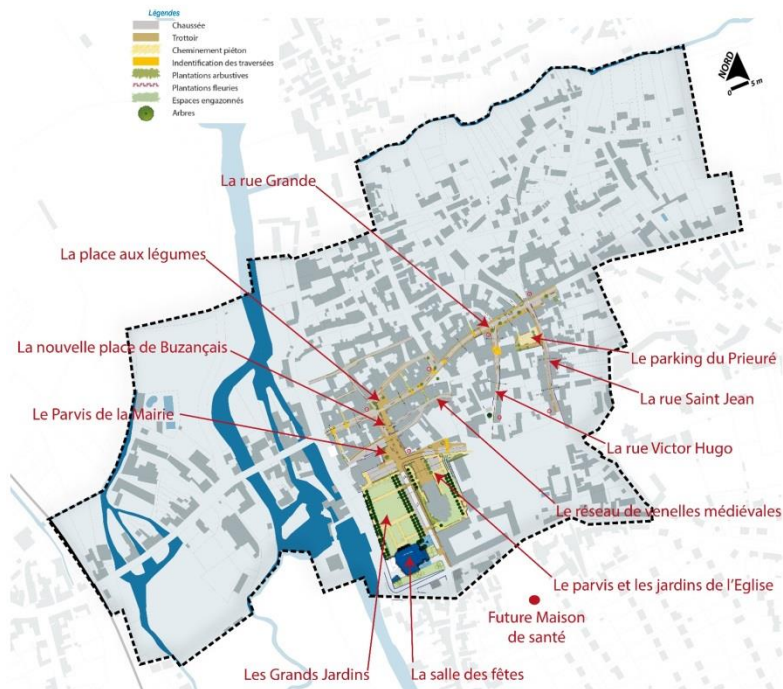 Légendes
Chaussée
Trottoir
Cheminement piéton
Indentification des traversées
Plantations arbustives
Plantations fleuries
Espaces engazonnés
Arbres
NORD
0 5 m
La rue Grande
La place aux légumes
La nouvelle place de Buzançais
Le parking du Prieuré
Le Parvis de la Mairie
La rue Saint Jean
La rue Victor Hugo
Le réseau de venelles médiévales
Le parvis et les jardins de l'Eglise
Future Maison
de santé
Les Grands Jardins
La salle des fêtes